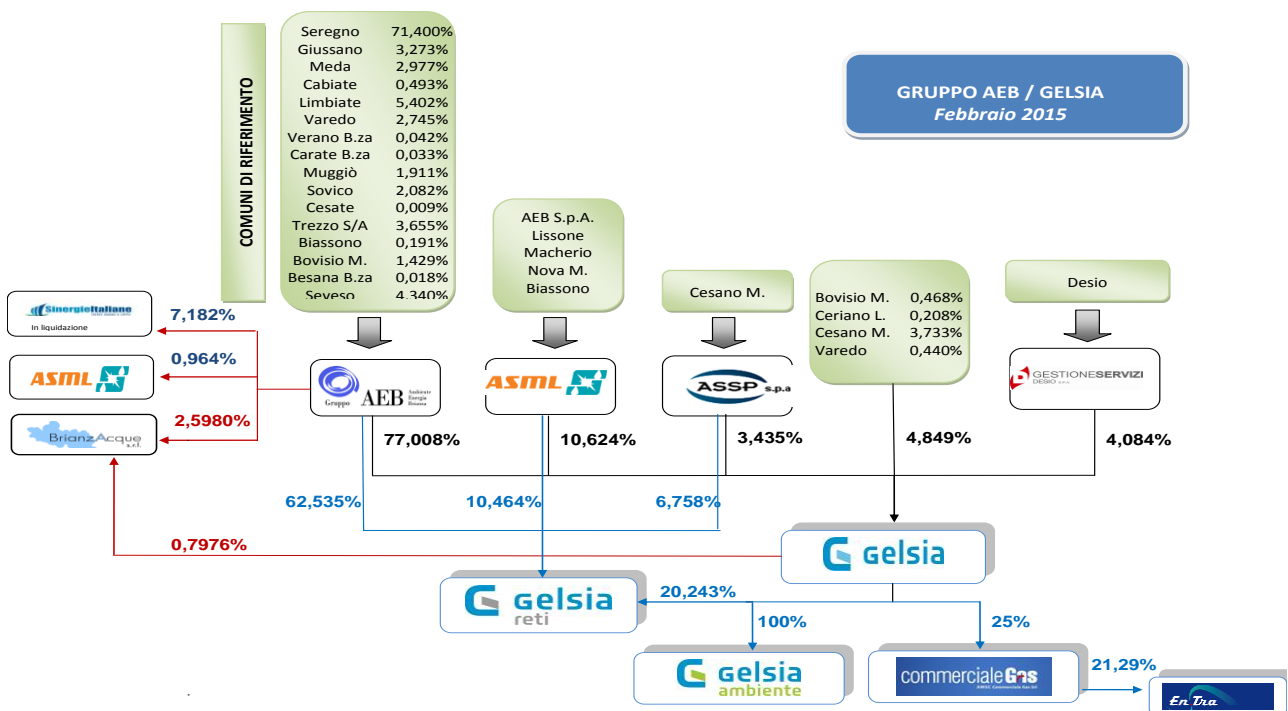 COMUNI DI RIFERIMENTO
Seregno 71,400%
Giussano 3,273%
Meda 2,977%
Cabiate 0,493%
Limbiate 5,402%
Varedo 2,745%
Verano B.za 0,042%
Carate B.za 0,033%
Muggiò 1,911%
Sovico 2,082%
Cesate 0,009%
Trezzo S/A 3,655%
Biassono 0,191%
Bovisio M. 1,429%
Besana B.za 0,018%
Seveso 4,340%
GRUPPO AEB / GELSIA
Febbraio 2015
AEB S.p.A.
Lissone
Macherio
Nova M.
Biassono
Cesano M.
Bovisio M. 0,468%
Ceriano L. 0,208%
Cesano M. 3,733%
Varedo 0,440%
Desio
SinergieItaliane
In liquidazione
7,182%
ASML
0,964%
BrianzAcque
s.r.l.
2,5980%
Gruppo AEB
Ambiente
Energia
Brianza
ASML
ASSP s.p.a
GESTIONESERVIZI
DESIO s.p.a.
77,008%
10,624%
3,435%
4,849%
4,084%
62,535%
10,464%
6,758%
0,7976%
Gelsia
Gelsia
reti
20,243%
100%
25%
Gelsia
ambiente
commercialeGas
21,29%
En Tra
.